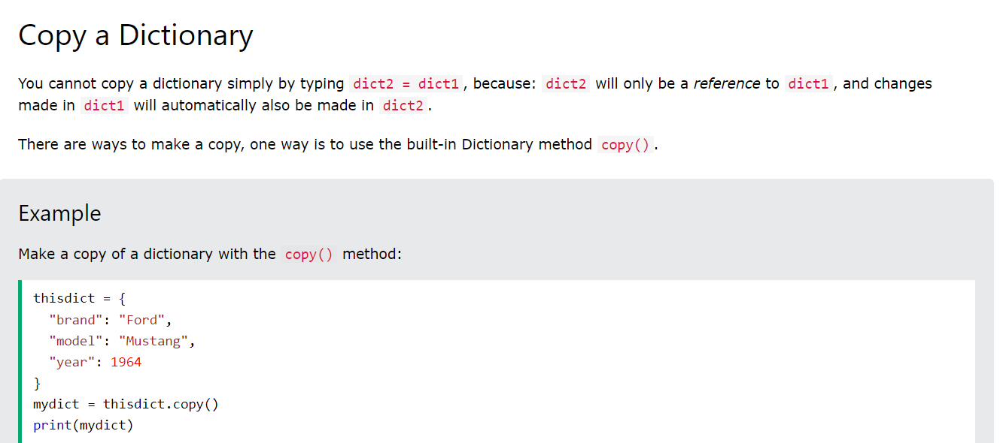 Copy a Dictionary
You cannot copy a dictionary simply by typing dict2 = dict1, because: dict2 will only be a reference to dict1, and changes
made in dict1 will automatically also be made in dict2.
There are ways to make a copy, one way is to use the built-in Dictionary method copy().
Example
Make a copy of a dictionary with the copy() method:
thisdict = {
  "brand": "Ford",
  "model": "Mustang",
  "year": 1964
}
mydict = thisdict.copy()
print(mydict)